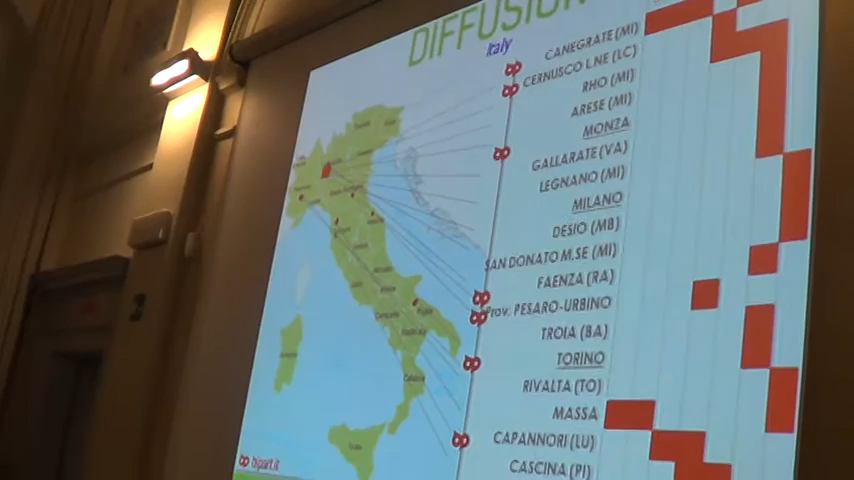 DIFFUSION
Italy
CANEGRATE (MI)
CERNUSCO L.NE (LC)
RHO (MI)
ARESE (MI)
MONZA
GALLARATE (VA)
LEGNANO (MI)
MILANO
DESIO (MB)
SAN DONATO M.SE (MI)
FAENZA (RA)
Prov. PESARO-URBINO
TROIA (BA)
TORINO
RIVALTA (TO)
MASSA
CAPANNORI (LU)
CASCINA (PI)
bipart.it